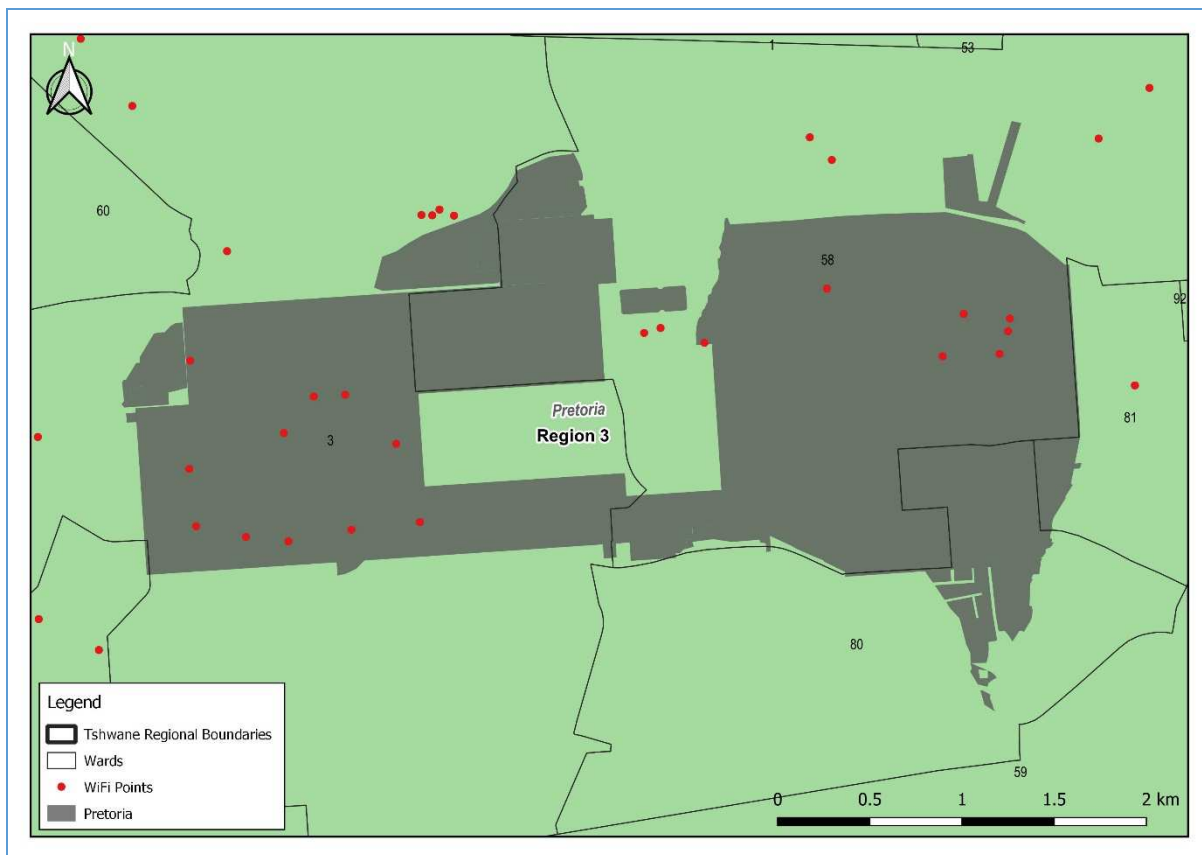 N
1
53
60
58
92
Pretoria
Region 3
3
81
80
59
Legend
Tshwane Regional Boundaries
Wards
WiFi Points
Pretoria
0 0.5 1 1.5 2 km